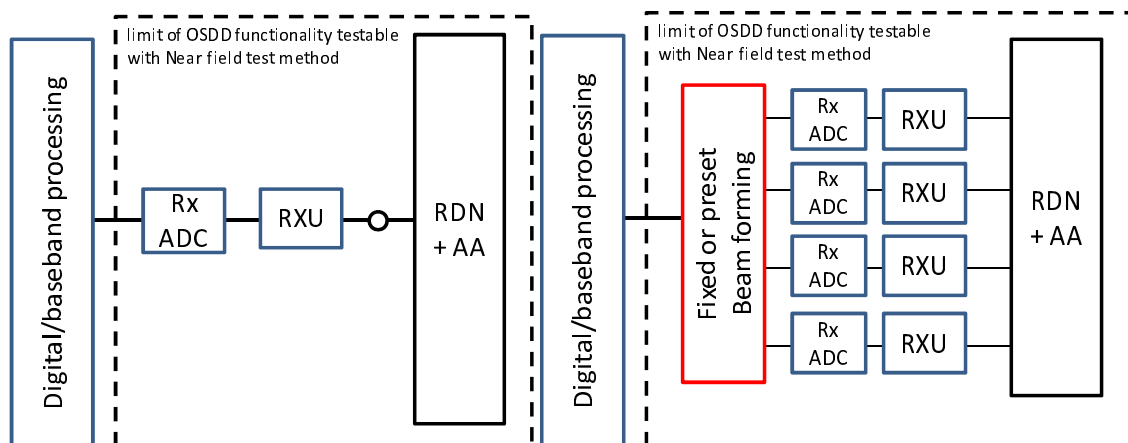 limit of OSDD functionality testable
with Near field test method
Digital/baseband processing
Rx
ADC
RXU
RDN
+ AA
limit of OSDD functionality testable
with Near field test method
Digital/baseband processing
Fixed or preset
Beam forming
Rx
ADC
RXU
Rx
ADC
RXU
Rx
ADC
RXU
Rx
ADC
RXU
RDN
+ AA